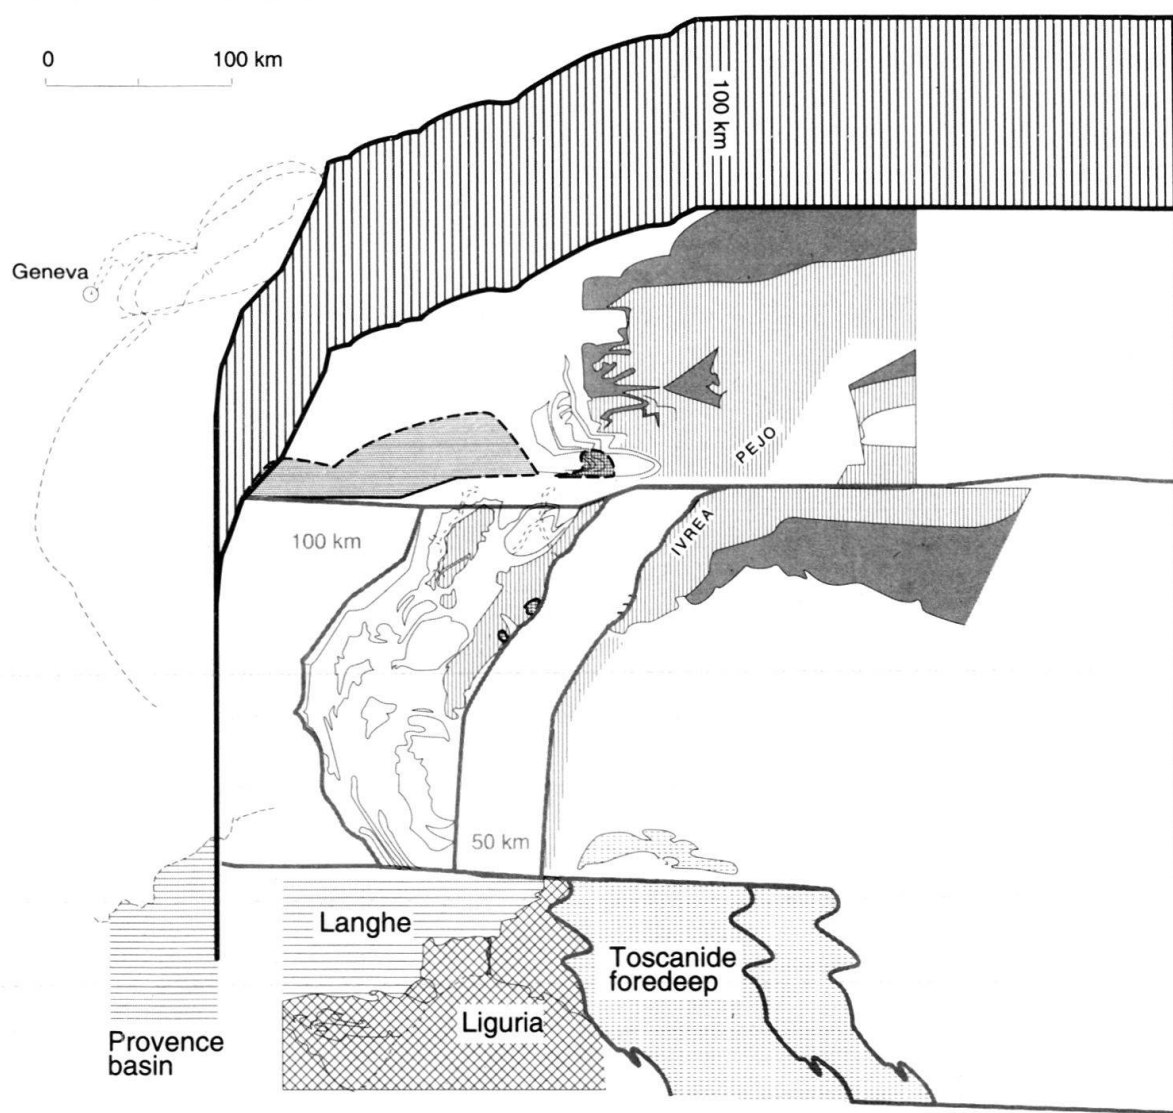 0 100 km
100 km
Geneva
PEJO
IVREA
100 km
50 km
Langhe
Toscanide
foredeep
Liguria
Provence
basin